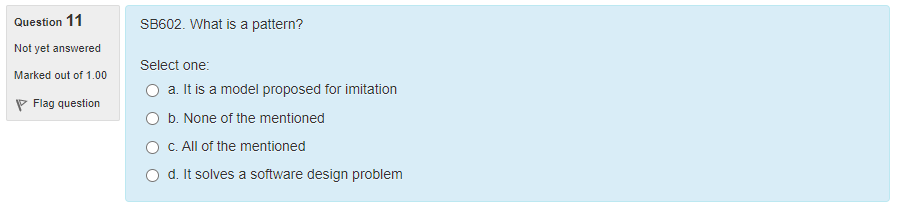 Question 11
Not yet answered
Marked out of 1.00
Flag question
SB602. What is a pattern?
Select one:
a. It is a model proposed for imitation
b. None of the mentioned
c. All of the mentioned
d. It solves a software design problem